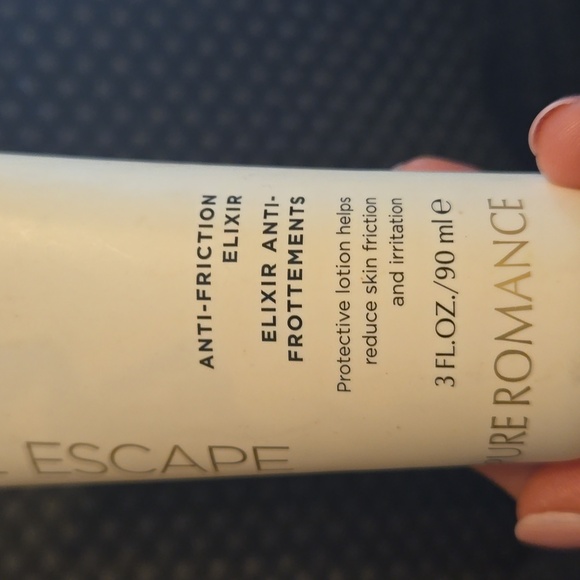 ESCAPE
ANTI-FRICTION
ELIXIR
ELIXIR ANTI-
FROTTEMENTS
Protective lotion helps
reduce skin friction
and irritation
3 FL.OZ./90 ml e
PURE ROMANCE